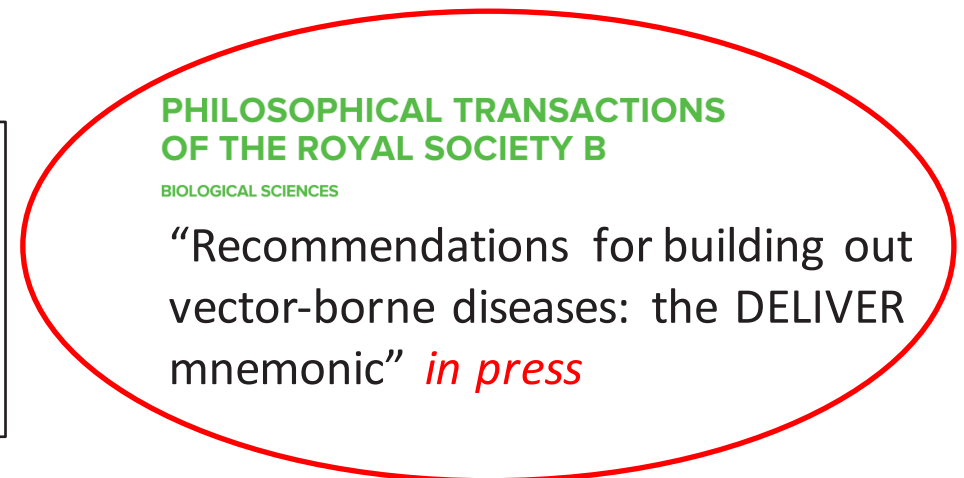 PHILOSOPHICAL TRANSACTIONS
OF THE ROYAL SOCIETY B
BIOLOGICAL SCIENCES
“Recommendations for building out
vector-borne diseases: the DELIVER
mnemonic” in press